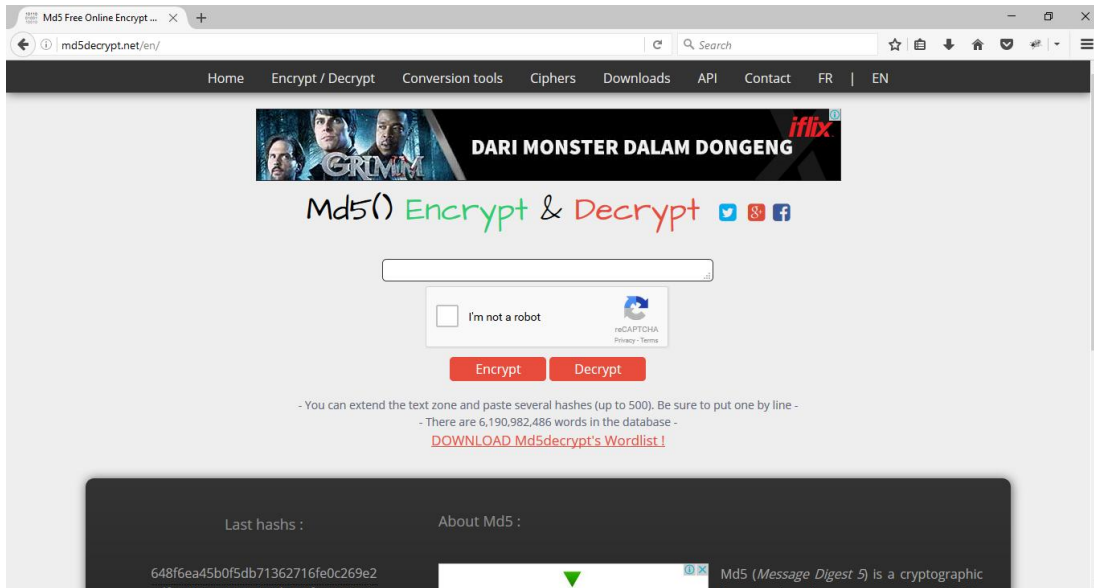 Md5 Free Online Encrypt ...
md5decrypt.net/en/
Search
Home Encrypt / Decrypt Conversion tools Ciphers Downloads API Contact FR | EN
GRIMM
DARI MONSTER DALAM DONGENG
iflix
Md5() Encrypt & Decrypt
I'm not a robot
reCAPTCHA
Privacy - Terms
Encrypt Decrypt
- You can extend the text zone and paste several hashes (up to 500). Be sure to put one by line -
- There are 6,190,982,486 words in the database -
DOWNLOAD Md5decrypt's Wordlist !
Last hashs :
About Md5 :
648f6ea45b0f5db71362716fe0c269e2
Md5 (Message Digest 5) is a cryptographic